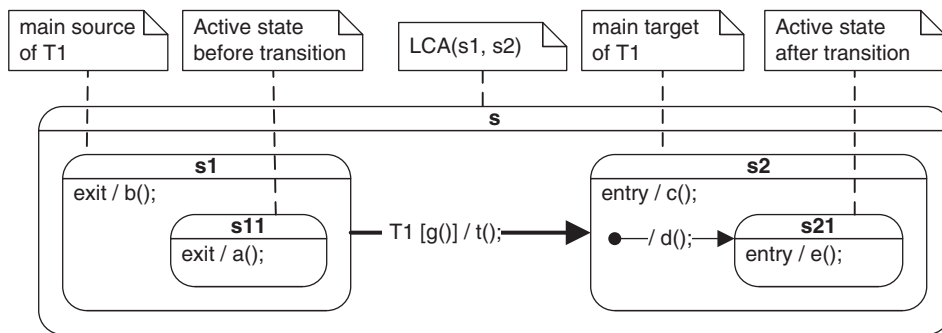 main source
of T1
Active state
before transition
LCA(s1, s2)
main target
of T1
Active state
after transition
s
s1
exit / b();
s11
exit / a();
T1 [g()] / t();
s2
entry / c();
/ d();
s21
entry / e();